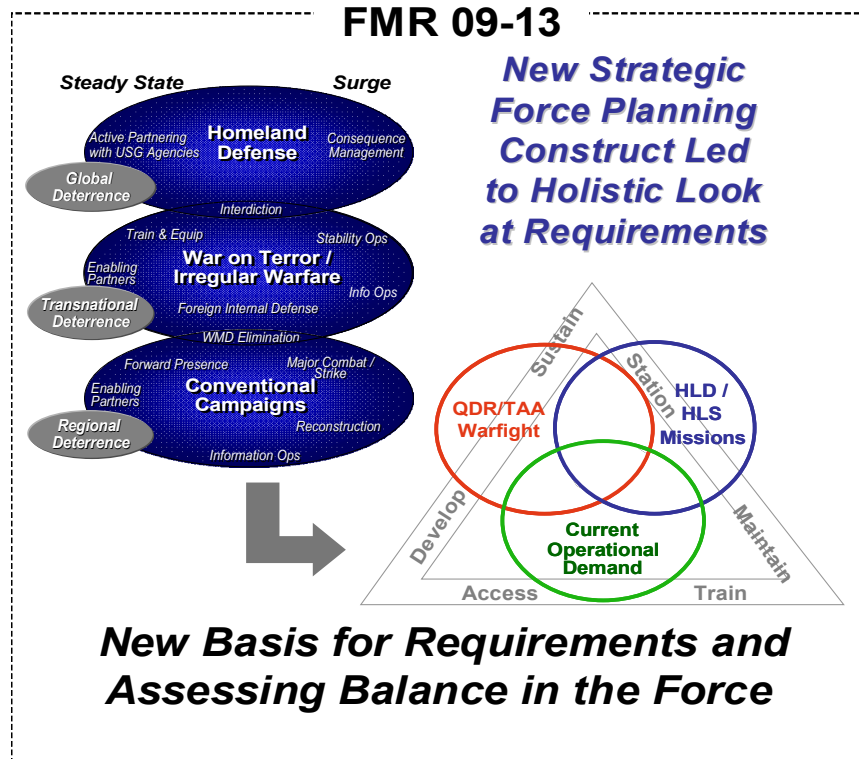 FMR 09-13
Steady State
Surge
New Strategic
Force Planning
Construct Led
to Holistic Look
at Requirements
Active Partnering
with USG Agencies
Homeland
Defense
Consequence
Management
Global
Deterrence
Interdiction
Train & Equip
Stability Ops
War on Terror /
Irregular Warfare
Enabling
Partners
Info Ops
Transnational
Deterrence
Foreign Internal Defense
WMD Elimination
Forward Presence
Major Combat /
Strike
Enabling
Partners
Conventional
Campaigns
Regional
Deterrence
Reconstruction
Information Ops
Sustain
Station
QDR/TAA
Warfight
HLD /
HLS
Missions
Develop
Maintain
Current
Operational
Demand
Access
Train
New Basis for Requirements and
Assessing Balance in the Force